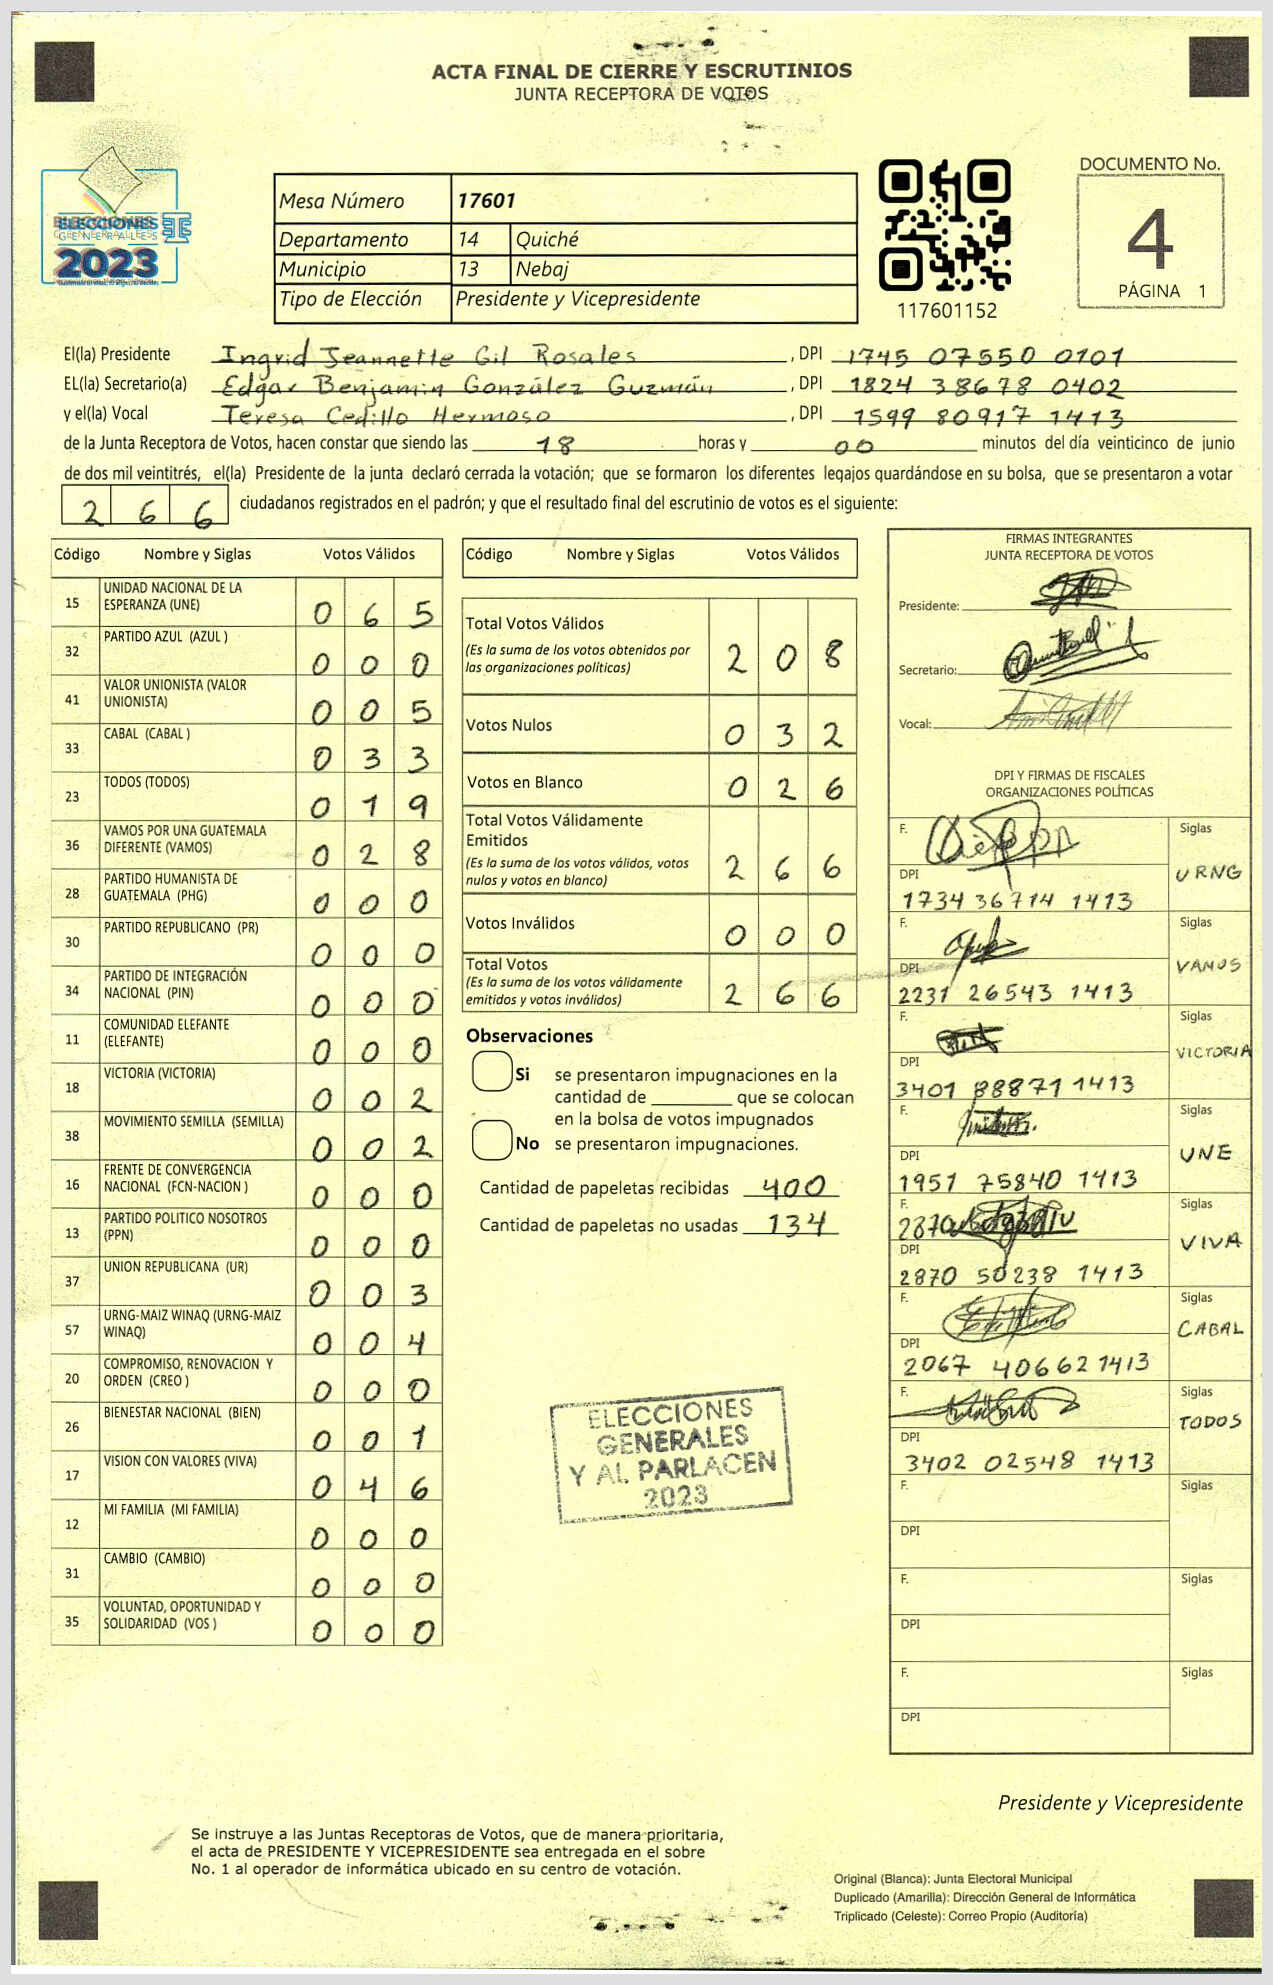 ACTA FINAL DE CIERRE Y ESCRUTINIOS
JUNTA RECEPTORA DE VOTOS
ELECCIONES
GENERALES
2023
Mesa Número 17601
Departamento 14 Quiché
Municipio 13 Nebaj
Tipo de Elección Presidente y Vicepresidente
117601152
DOCUMENTO No.
4
PÁGINA 1
El(la) Presidente Ingrid Jeannette Gil Rosales, DPI 1745 07550 0101
EL(la) Secretario(a) Edgar Benjamin González Guzmán, DPI 1824 38678 0402
y el(la) Vocal Teresa Cedillo Hermoso, DPI 1599 80917 1413
de la Junta Receptora de Votos, hacen constar que siendo las 18 horas y 00 minutos del día veinticinco de junio
de dos mil veintitrés, el(la) Presidente de la junta declaró cerrada la votación; que se formaron los diferentes legajos guardándose en su bolsa, que se presentaron a votar
2 6 6 ciudadanos registrados en el padrón; y que el resultado final del escrutinio de votos es el siguiente:
Código Nombre y Siglas Votos Válidos
15 UNIDAD NACIONAL DE LA
ESPERANZA (UNE) 0 6 5
32 PARTIDO AZUL (AZUL ) 0 0 0
41 VALOR UNIONISTA (VALOR
UNIONISTA) 0 0 5
33 CABAL (CABAL ) 0 3 3
23 TODOS (TODOS) 0 1 9
36 VAMOS POR UNA GUATEMALA
DIFERENTE (VAMOS) 0 2 8
28 PARTIDO HUMANISTA DE
GUATEMALA (PHG) 0 0 0
30 PARTIDO REPUBLICANO (PR) 0 0 0
34 PARTIDO DE INTEGRACIÓN
NACIONAL (PIN) 0 0 0
11 COMUNIDAD ELEFANTE
(ELEFANTE) 0 0 0
18 VICTORIA (VICTORIA) 0 0 2
38 MOVIMIENTO SEMILLA (SEMILLA) 0 0 2
16 FRENTE DE CONVERGENCIA
NACIONAL (FCN-NACION ) 0 0 0
13 PARTIDO POLITICO NOSOTROS
(PPN) 0 0 0
37 UNION REPUBLICANA (UR) 0 0 3
57 URNG-MAIZ WINAQ (URNG-MAIZ
WINAQ) 0 0 4
20 COMPROMISO, RENOVACION Y
ORDEN (CREO ) 0 0 0
26 BIENESTAR NACIONAL (BIEN) 0 0 1
17 VISION CON VALORES (VIVA) 0 4 6
12 MI FAMILIA (MI FAMILIA) 0 0 0
31 CAMBIO (CAMBIO) 0 0 0
35 VOLUNTAD, OPORTUNIDAD Y
SOLIDARIDAD (VOS ) 0 0 0
Código Nombre y Siglas Votos Válidos
Total Votos Válidos
(Es la suma de los votos obtenidos por
las organizaciones políticas) 2 0 8
Votos Nulos 0 3 2
Votos en Blanco 0 2 6
Total Votos Válidamente
Emitidos
(Es la suma de los votos válidos, votos
nulos y votos en blanco) 2 6 6
Votos Inválidos 0 0 0
Total Votos
(Es la suma de los votos válidamente
emitidos y votos inválidos) 2 6 6
Observaciones
Si se presentaron impugnaciones en la
cantidad de ________ que se colocan
en la bolsa de votos impugnados
No se presentaron impugnaciones.
Cantidad de papeletas recibidas 400
Cantidad de papeletas no usadas 134
ELECCIONES
GENERALES
Y AL PARLACEN
2023
FIRMAS INTEGRANTES
JUNTA RECEPTORA DE VOTOS
Presidente:
Secretario:
Vocal:
DPI Y FIRMAS DE FISCALES
ORGANIZACIONES POLÍTICAS
F. Siglas
URNG
DPI
1734 36714 1413
F. Siglas
VAMOS
DPI
2231 26543 1413
F. Siglas
VICTORIA
DPI
3401 88871 1413
F. Siglas
UNE
DPI
1951 75840 1413
F. Siglas
VIVA
DPI
2870 50238 1413
F. Siglas
CABAL
DPI
2067 40662 1413
F. Siglas
TODOS
DPI
3402 02548 1413
F. Siglas
DPI
F. Siglas
DPI
F. Siglas
DPI
Presidente y Vicepresidente
Se instruye a las Juntas Receptoras de Votos, que de manera prioritaria,
el acta de PRESIDENTE Y VICEPRESIDENTE sea entregada en el sobre
No. 1 al operador de informática ubicado en su centro de votación.
Original (Blanca): Junta Electoral Municipal
Duplicado (Amarilla): Dirección General de Informática
Triplicado (Celeste): Correo Propio (Auditoría)